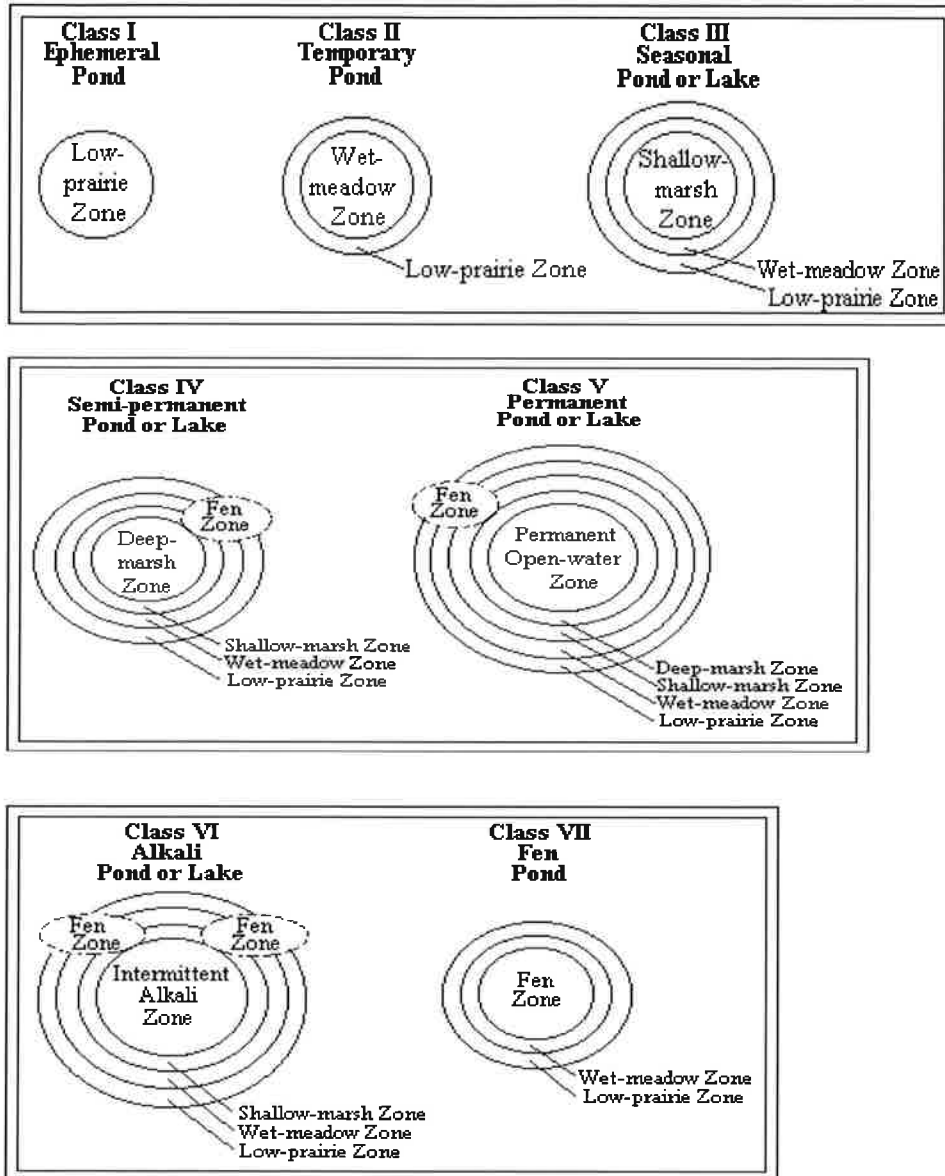 Class I
Ephemeral
Pond
Low-
prairie
Zone
Class II
Temporary
Pond
Wet-
meadow
Zone
Low-prairie Zone
Class III
Seasonal
Pond or Lake
Shallow-
marsh
Zone
Wet-meadow Zone
Low-prairie Zone
Class IV
Semi-permanent
Pond or Lake
Fen
Zone
Deep-
marsh
Zone
Shallow-marsh Zone
Wet-meadow Zone
Low-prairie Zone
Class V
Permanent
Pond or Lake
Fen
Zone
Permanent
Open-water
Zone
Deep-marsh Zone
Shallow-marsh Zone
Wet-meadow Zone
Low-prairie Zone
Class VI
Alkali
Pond or Lake
Fen
Zone
Fen
Zone
Intermittent
Alkali
Zone
Shallow-marsh Zone
Wet-meadow Zone
Low-prairie Zone
Class VII
Fen
Pond
Fen
Zone
Wet-meadow Zone
Low-prairie Zone